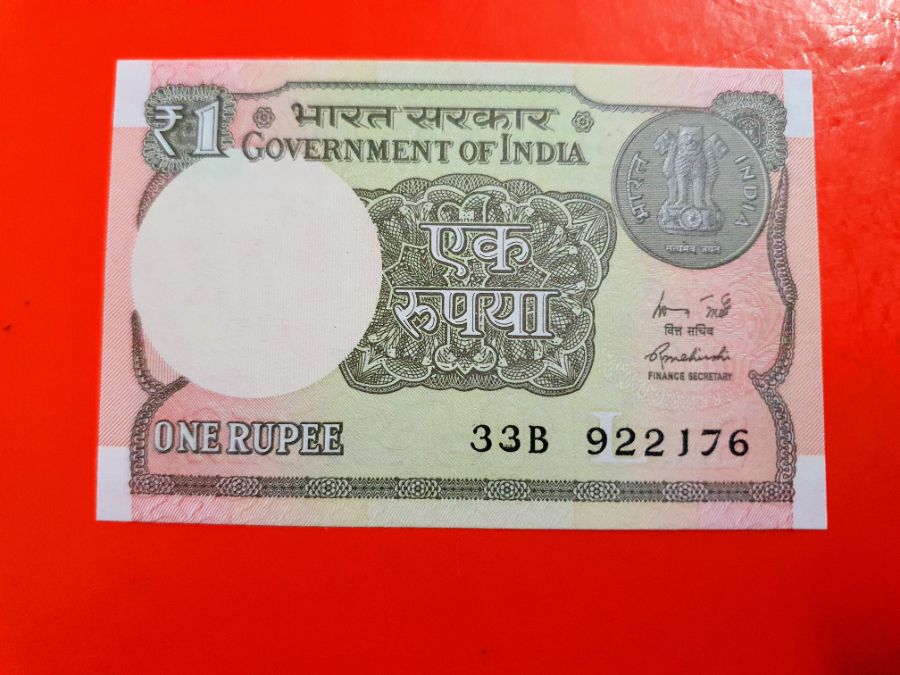 ₹1
भारत सरकार
GOVERNMENT OF INDIA
भारत
INDIA
सत्यमेव जयते
एक
रुपया
वित्त सचिव
FINANCE SECRETARY
ONE RUPEE
33B 922176
L